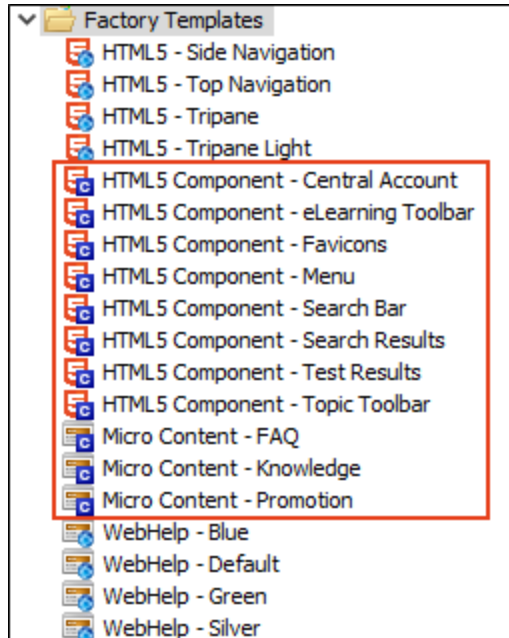 Factory Templates
HTML5 - Side Navigation
HTML5 - Top Navigation
HTML5 - Tripane
HTML5 - Tripane Light
HTML5 Component - Central Account
HTML5 Component - eLearning Toolbar
HTML5 Component - Favicons
HTML5 Component - Menu
HTML5 Component - Search Bar
HTML5 Component - Search Results
HTML5 Component - Test Results
HTML5 Component - Topic Toolbar
Micro Content - FAQ
Micro Content - Knowledge
Micro Content - Promotion
WebHelp - Blue
WebHelp - Default
WebHelp - Green
WebHelp - Silver